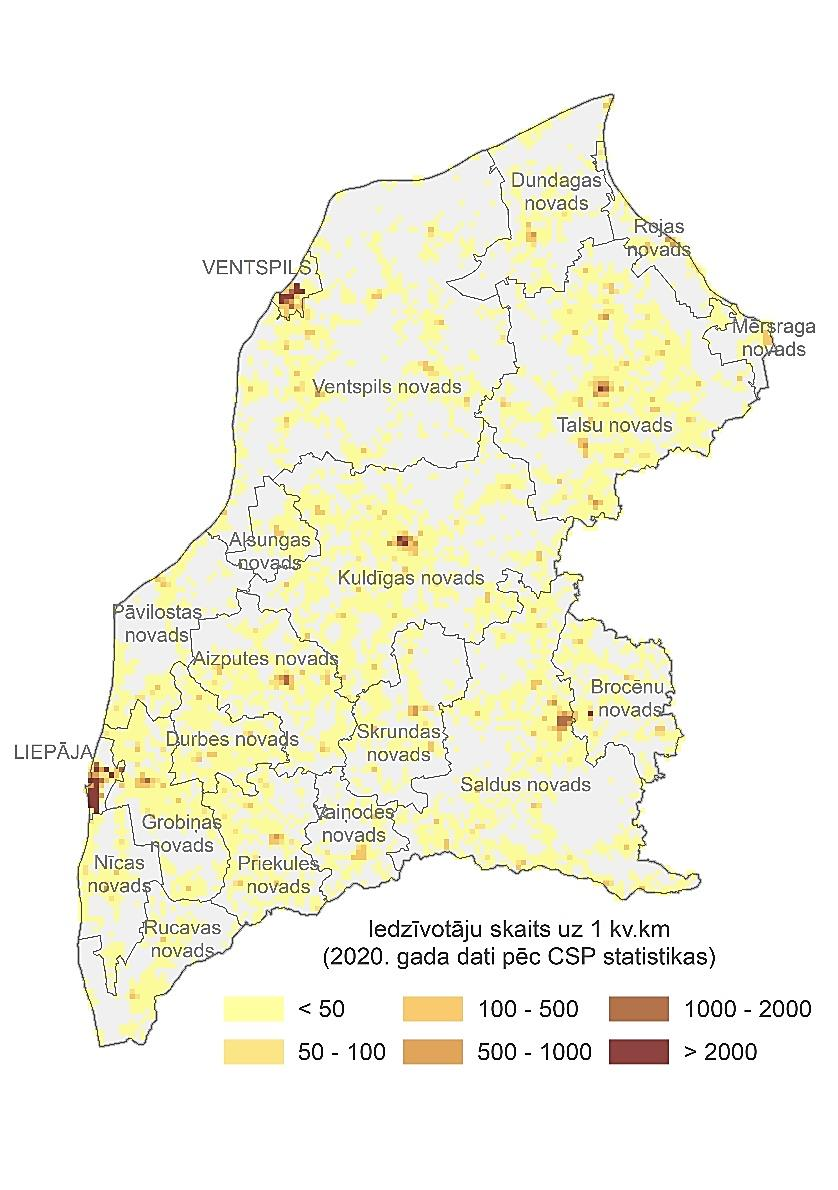 Dundagas
novads
Rojas
novads
VENTSPILS
Mērsraga
novads
Ventspils novads
Talsu novads
Alsungas
novads
Kuldīgas novads
Pāvilostas
novads
Aizputes novads
Brocēnu
novads
Durbes novads
Skrundas
novads
LIEPĀJA
Saldus novads
Vaiņodes
novads
Grobiņas
novads
Nīcas
novads
Priekules
novads
Rucavas
novads
Iedzīvotāju skaits uz 1 kv.km
(2020. gada dati pēc CSP statistikas)
< 50
100 - 500
1000 - 2000
50 - 100
500 - 1000
> 2000